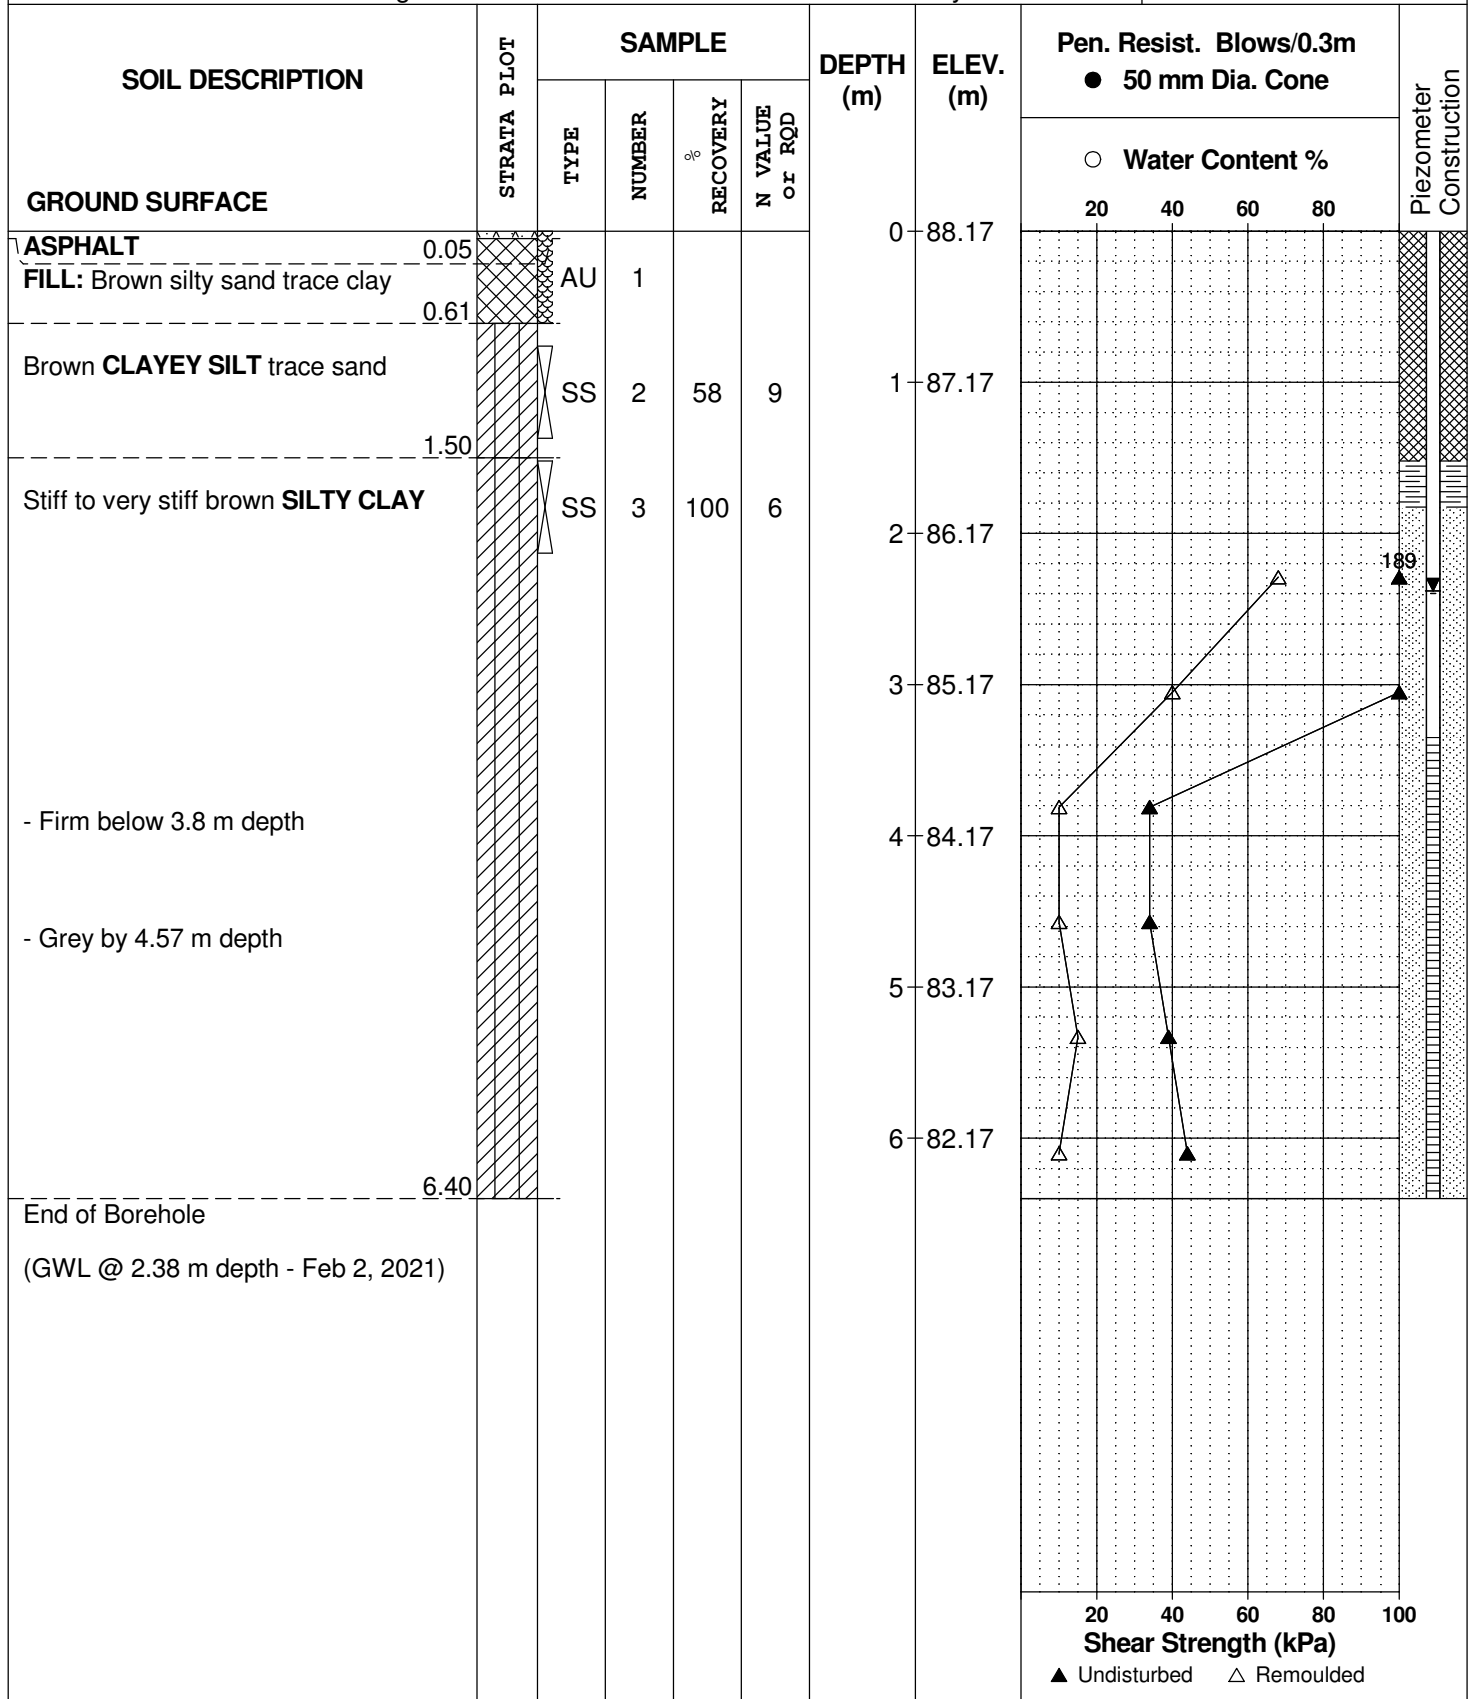 SOIL DESCRIPTION
GROUND SURFACE
STRATA PLOT
SAMPLE
TYPE
NUMBER
% RECOVERY
N VALUE or RQD
DEPTH (m)
ELEV. (m)
Pen. Resist. Blows/0.3m
● 50 mm Dia. Cone
○ Water Content %
20 40 60 80
Piezometer Construction
0 88.17
ASPHALT 0.05
FILL: Brown silty sand trace clay
0.61
AU 1
Brown CLAYEY SILT trace sand
SS 2 58 9
1 87.17
1.50
Stiff to very stiff brown SILTY CLAY
SS 3 100 6
2 86.17
189
3 85.17
- Firm below 3.8 m depth
4 84.17
- Grey by 4.57 m depth
5 83.17
6 82.17
6.40
End of Borehole
(GWL @ 2.38 m depth - Feb 2, 2021)
20 40 60 80 100
Shear Strength (kPa)
▲ Undisturbed △ Remoulded